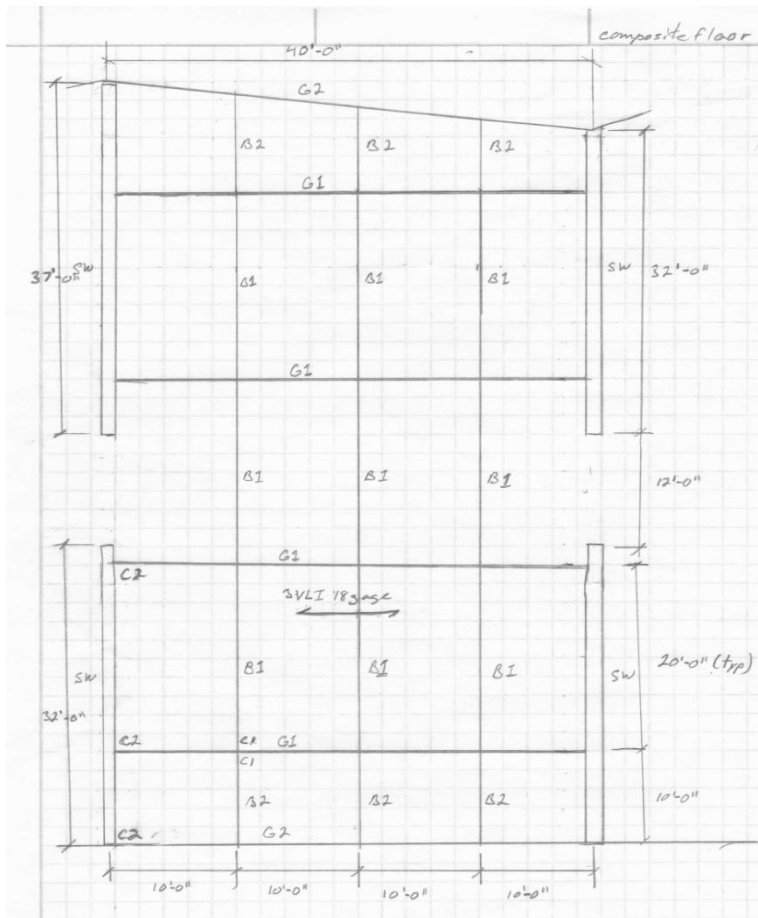 composite floor
40'-0"
G2
B2 B2 B2
G1
37'-0" SW
B1 B1 B1
SW 32'-0"
G1
B1 B1 B1
12'-0"
G1
C2
3VLI 18gage
SW
B1 B1 B1
SW 20'-0" (typ)
32'-0"
C2 G1
C1
B2 B2 B2
10'-0"
C2 G2
10'-0" 10'-0" 10'-0" 10'-0"